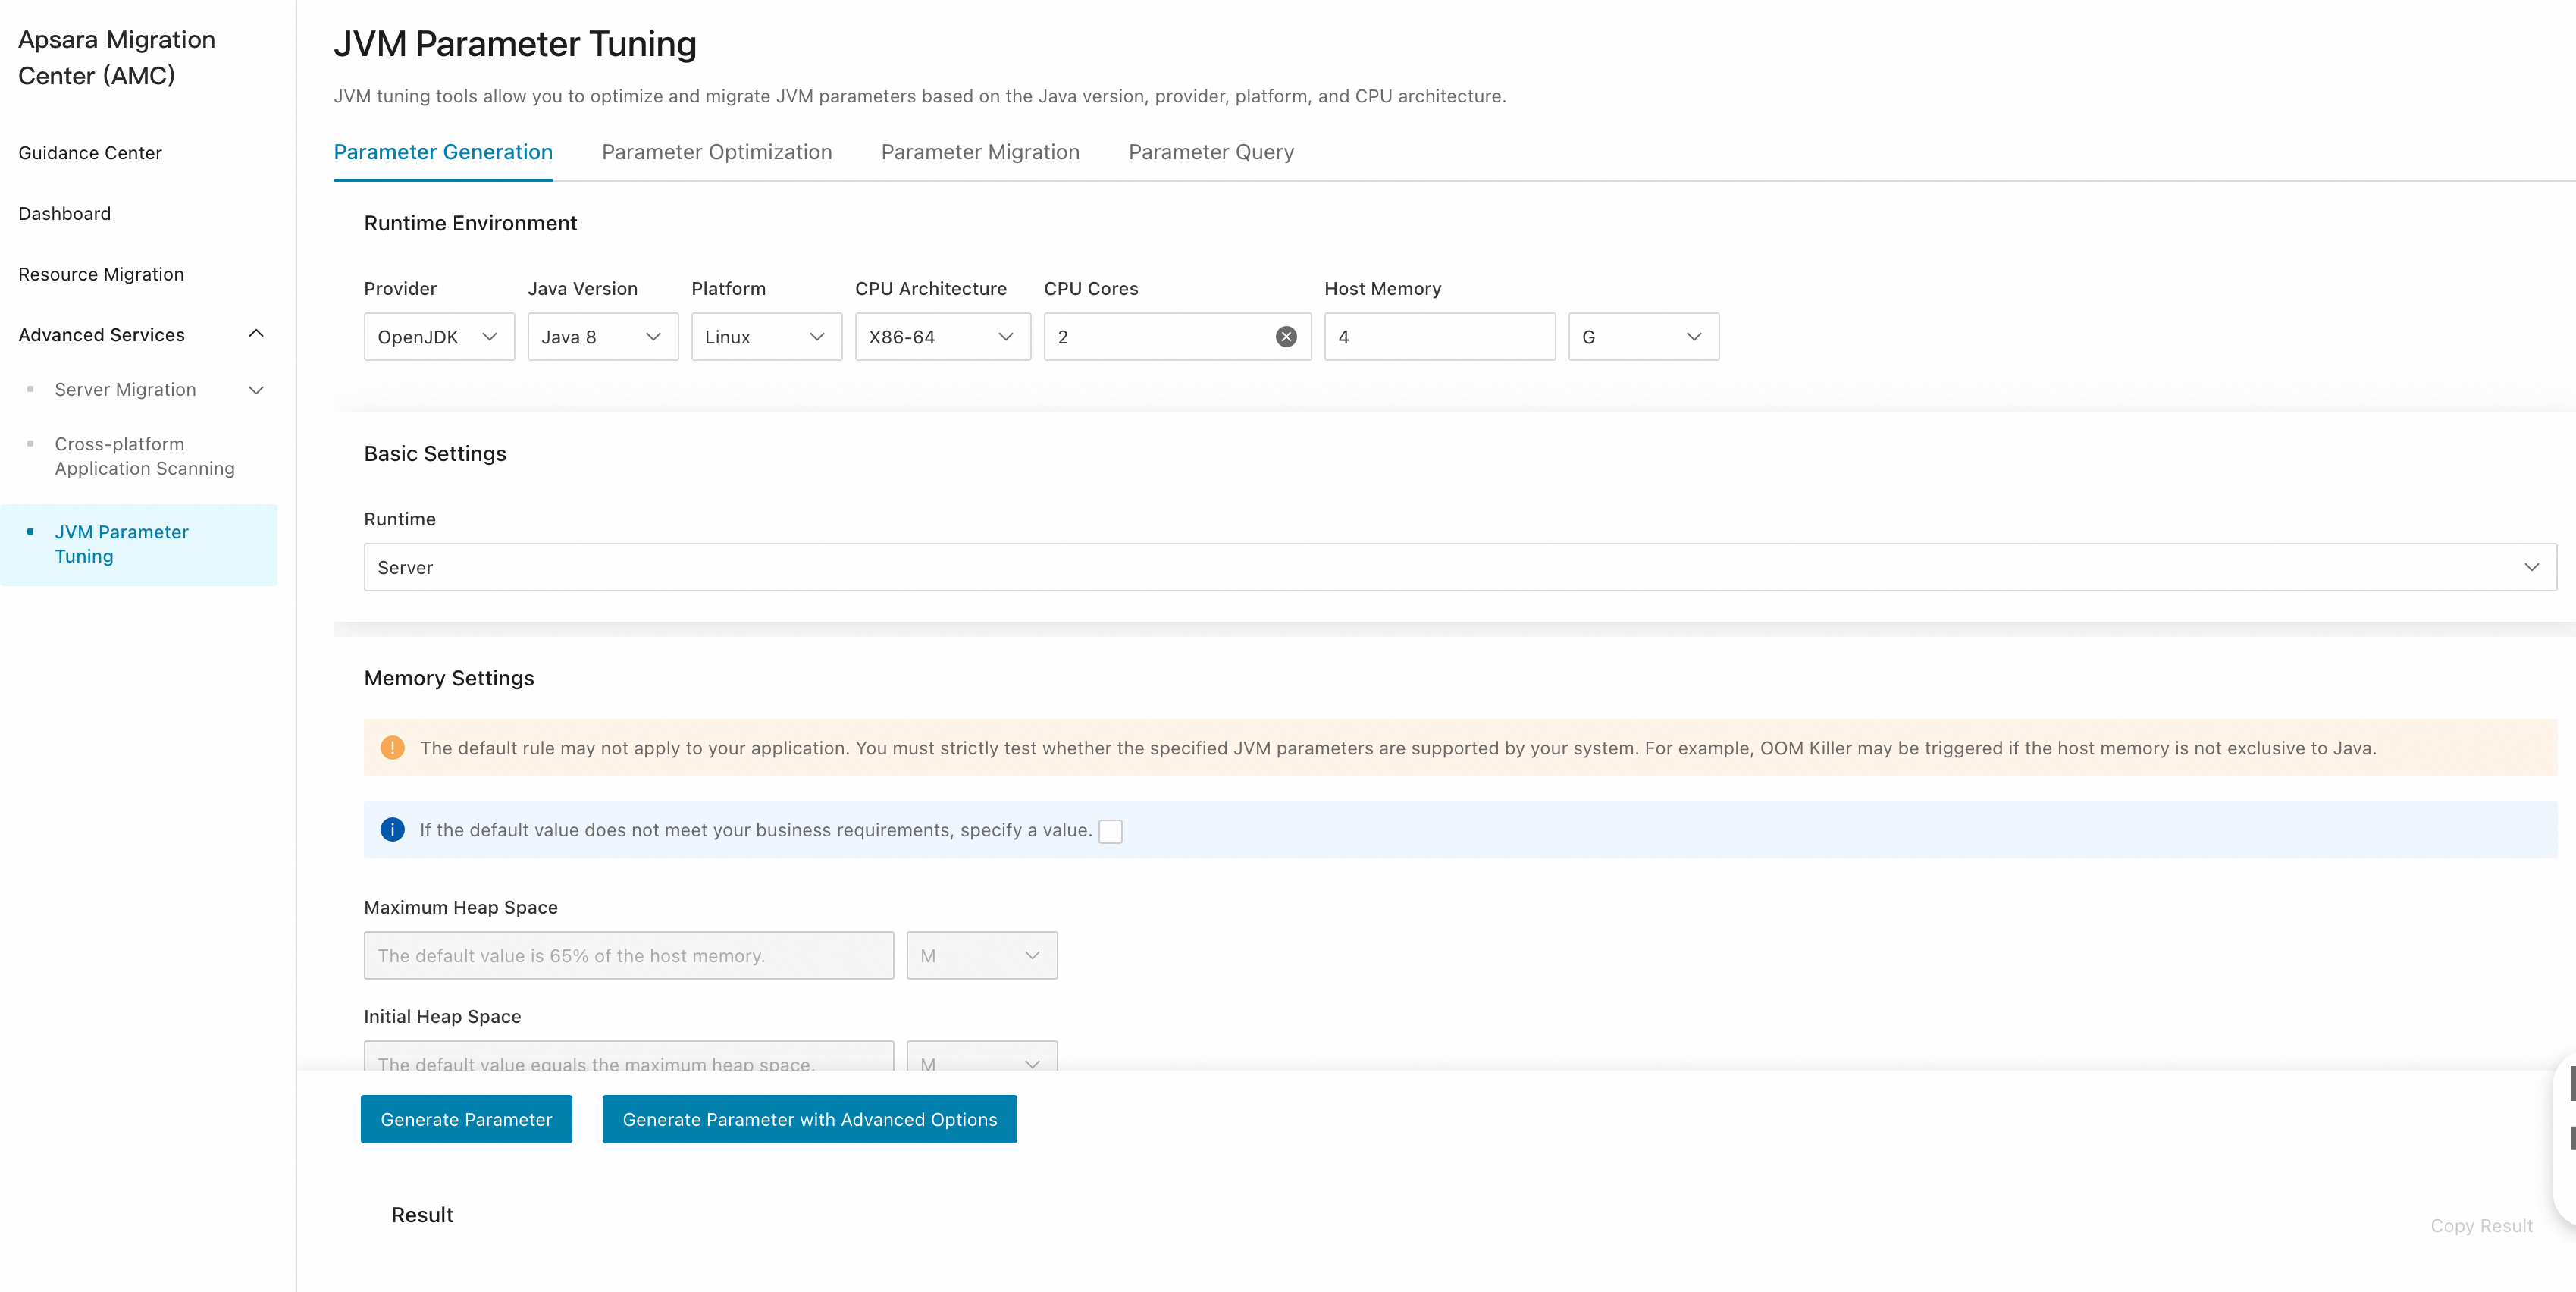 Apsara Migration
Center (AMC)
Guidance Center
Dashboard
Resource Migration
Advanced Services
Server Migration
Cross-platform
Application Scanning
JVM Parameter
Tuning
JVM Parameter Tuning
JVM tuning tools allow you to optimize and migrate JVM parameters based on the Java version, provider, platform, and CPU architecture.
Parameter Generation Parameter Optimization Parameter Migration Parameter Query
Runtime Environment
Provider Java Version Platform CPU Architecture CPU Cores Host Memory
OpenJDK Java 8 Linux X86-64 2 4 G
Basic Settings
Runtime
Server
Memory Settings
The default rule may not apply to your application. You must strictly test whether the specified JVM parameters are supported by your system. For example, OOM Killer may be triggered if the host memory is not exclusive to Java.
If the default value does not meet your business requirements, specify a value.
Maximum Heap Space
The default value is 65% of the host memory. M
Initial Heap Space
The default value equals the maximum heap space. M
Generate Parameter Generate Parameter with Advanced Options
Result
Copy Result